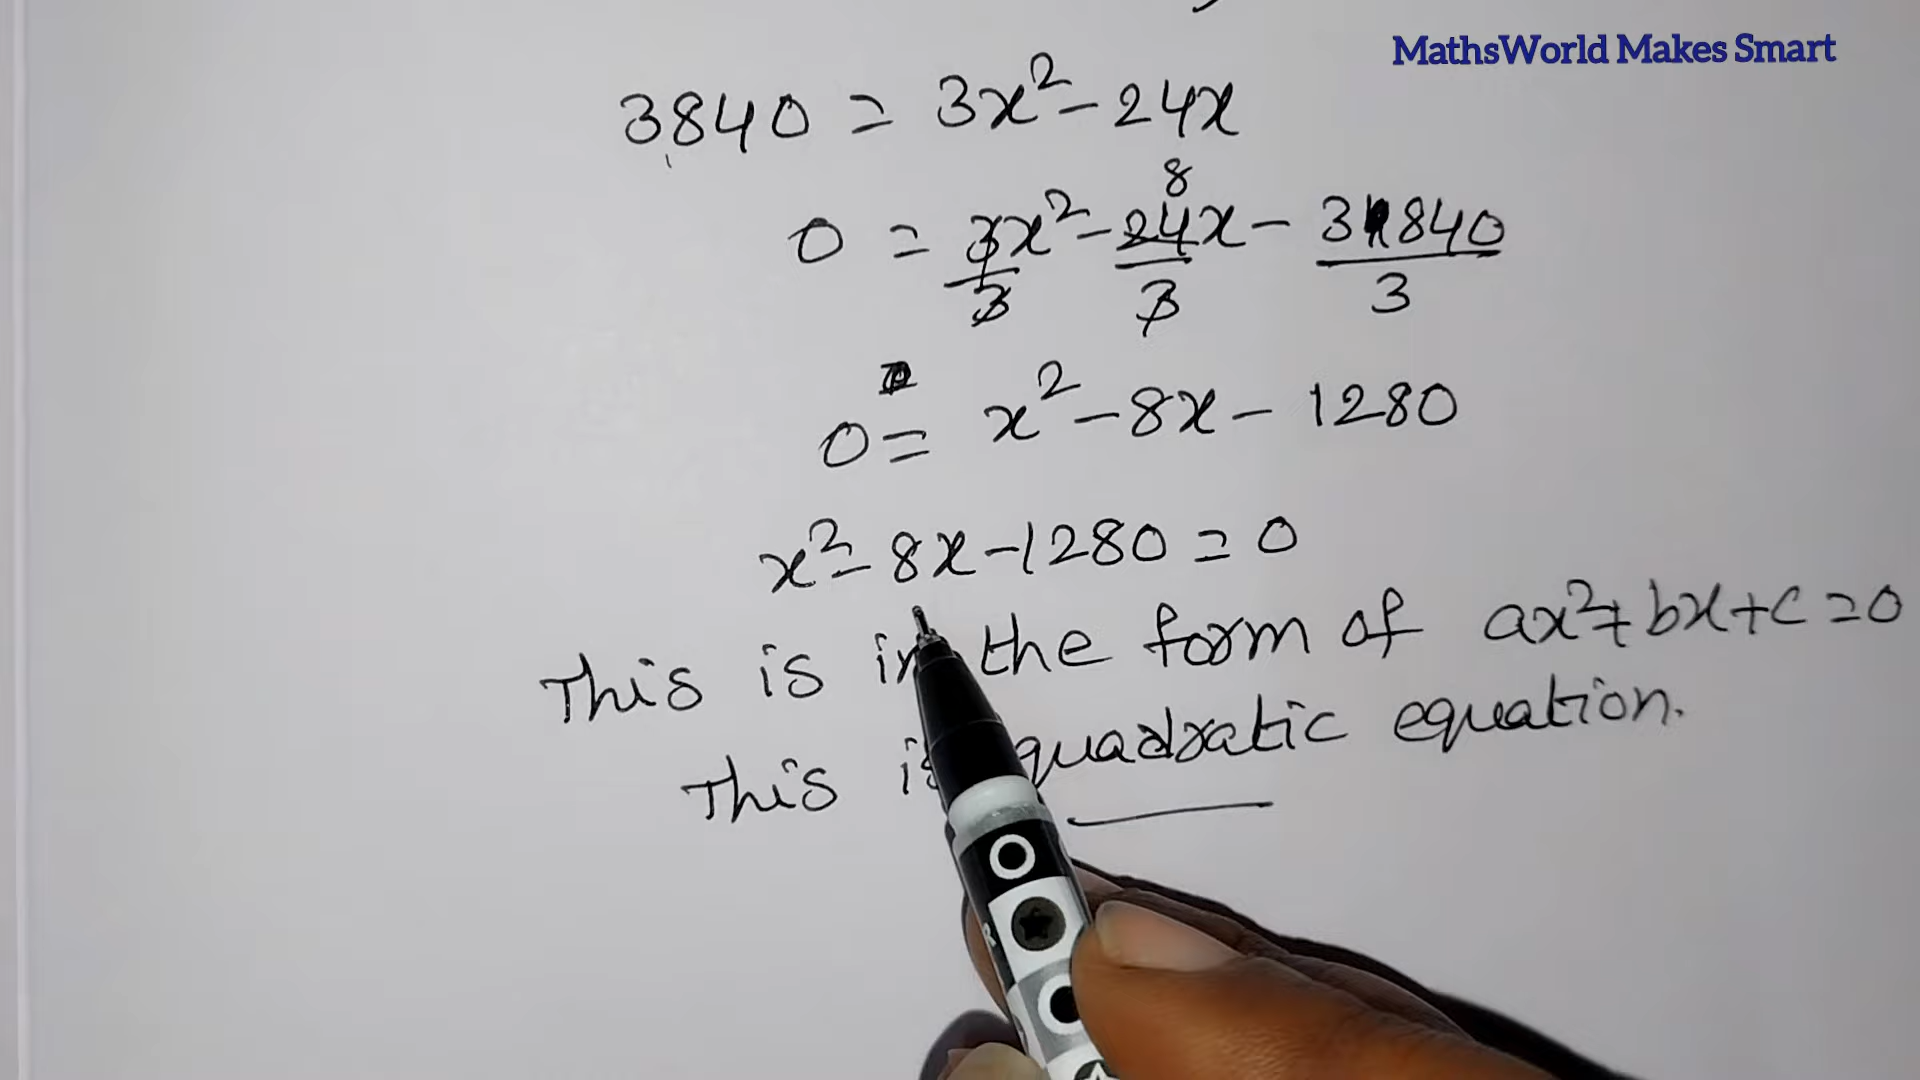 MathsWorld Makes Smart
3840 = 3x² - 24x
8
0 = 3x² - 24x - 3840
3 3 3
0 = x² - 8x - 1280
x² - 8x - 1280 = 0
This is in the form of ax² + bx + c = 0
This is quadratic equation.